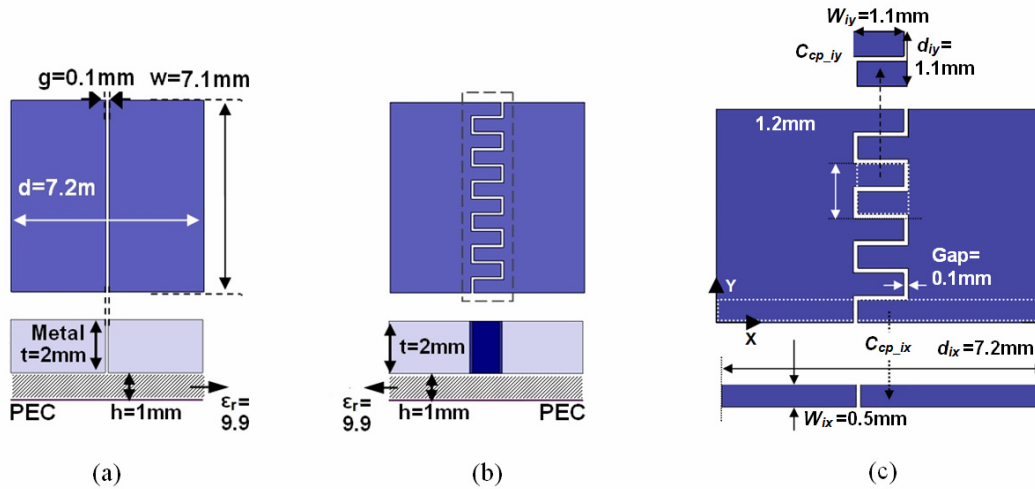 g=0.1mm
w=7.1mm
d=7.2m
Metal
t=2mm
PEC
h=1mm
εr=
9.9
(a)
t=2mm
εr=
9.9
h=1mm
PEC
(b)
Wiy=1.1mm
Ccp_iy
diy=
1.1mm
1.2mm
Gap=
0.1mm
Y
X
Ccp_ix
dix=7.2mm
Wix=0.5mm
(c)